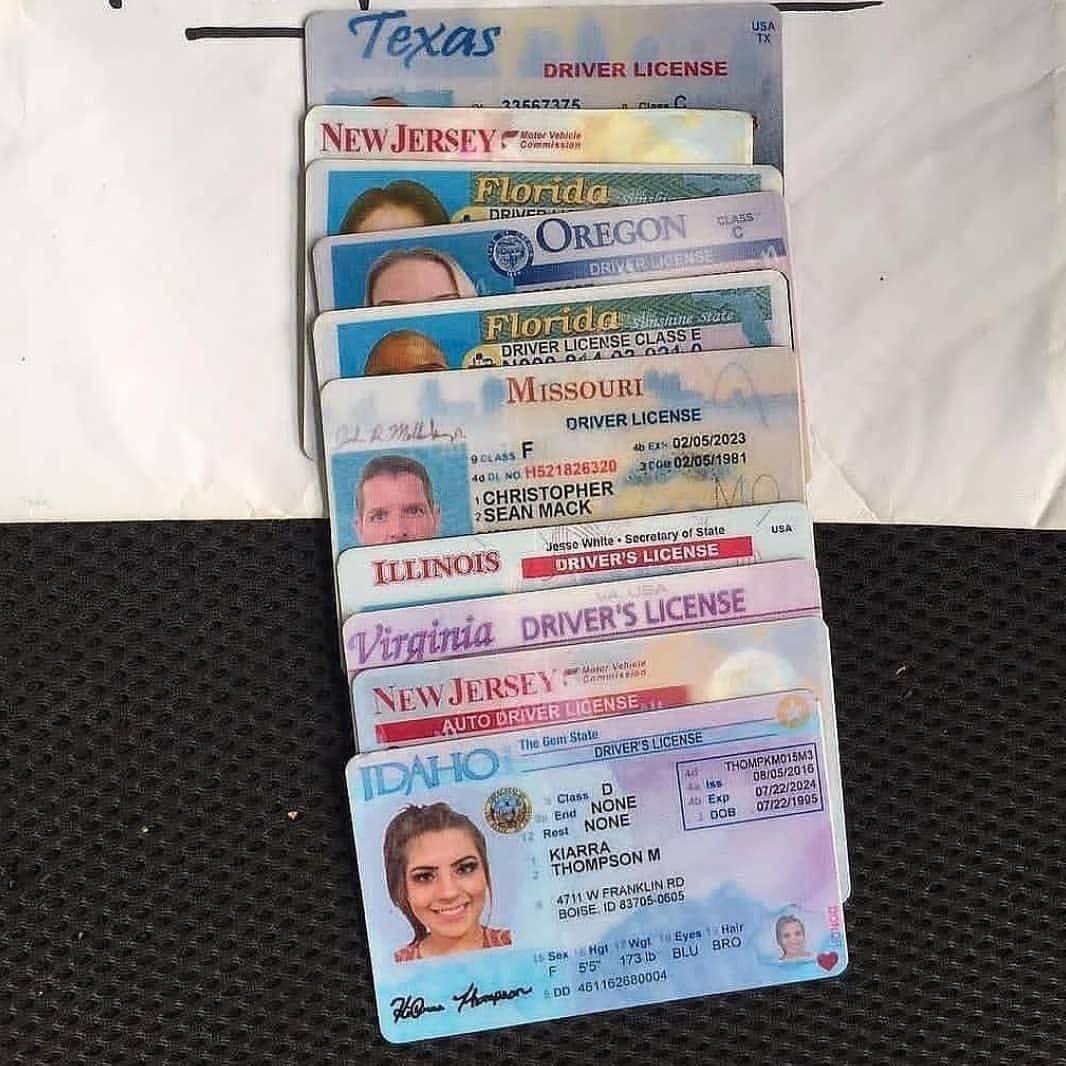 Texas
USA
TX
DRIVER LICENSE
33567375 9 Class C
NEW JERSEY Motor Vehicle
Commission
Florida
DRIVER
OREGON CLASS
C
DRIVER LICENSE
Florida Sunshine State
DRIVER LICENSE CLASS E
MISSOURI
DRIVER LICENSE
9 CLASS F
4b EXP 02/05/2023
4d DL NO H521826320
3 DOB 02/05/1981
1 CHRISTOPHER
2 SEAN MACK
MO
Jesse White • Secretary of State USA
ILLINOIS DRIVER'S LICENSE
VA, USA
Virginia DRIVER'S LICENSE
NEW JERSEY Motor Vehicle
Commission
AUTO DRIVER LICENSE
IDAHO The Gem State
DRIVER'S LICENSE
4d THOMPKM015M3
4a Iss 08/05/2016
4b Exp 07/22/2024
3 DOB 07/22/1995
9 Class D
9a End NONE
12 Rest NONE
1 KIARRA
2 THOMPSON M
8 4711 W FRANKLIN RD
BOISE, ID 83705-0605
15 Sex 16 Hgt 17 Wgt 18 Eyes 19 Hair
F 5'5" 173 lb BLU BRO
5 DD 461162680004
DONOR